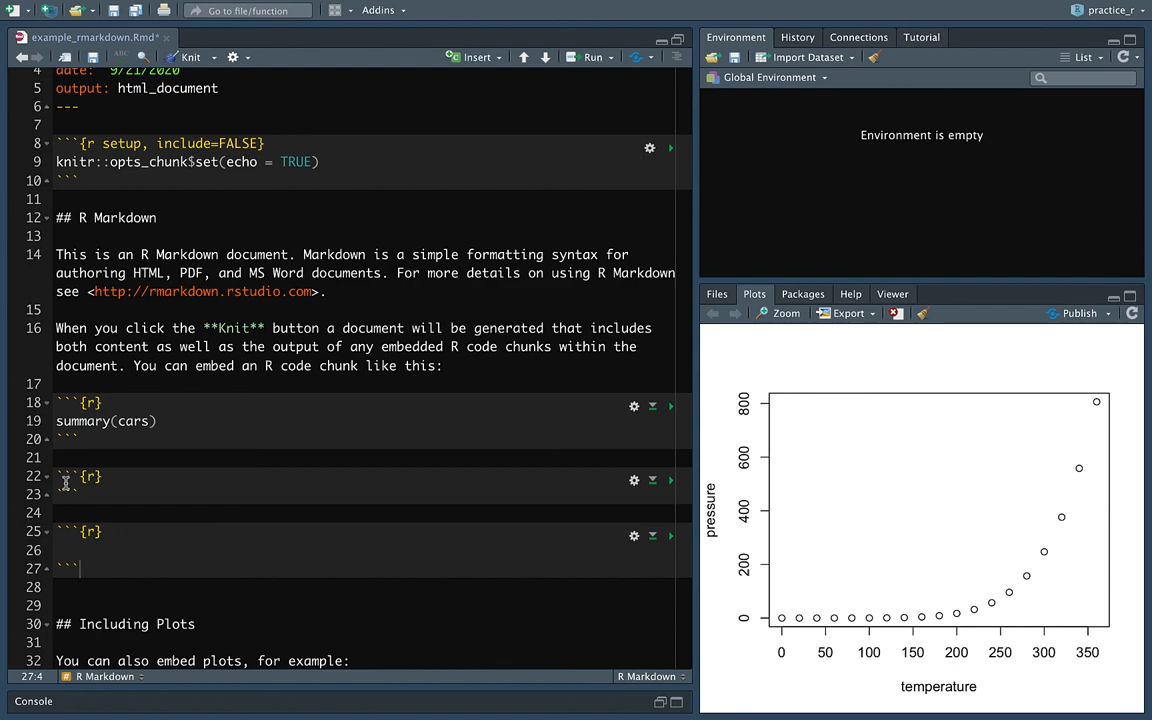 Go to file/function
Addins
practice_r
example_rmarkdown.Rmd*
Knit
Insert
Run
4 date: "9/21/2020"
5 output: html_document
6 ---
7
8 ```{r setup, include=FALSE}
9 knitr::opts_chunk$set(echo = TRUE)
10 ```
11
12 ## R Markdown
13
14 This is an R Markdown document. Markdown is a simple formatting syntax for
authoring HTML, PDF, and MS Word documents. For more details on using R Markdown
see <http://rmarkdown.rstudio.com>.
15
16 When you click the **Knit** button a document will be generated that includes
both content as well as the output of any embedded R code chunks within the
document. You can embed an R code chunk like this:
17
18 ```{r}
19 summary(cars)
20 ```
21
22 ```{r}
23 ```
24
25 ```{r}
26
27 ```
28
29
30 ## Including Plots
31
32 You can also embed plots, for example:
27:4 # R Markdown R Markdown
Console
Environment History Connections Tutorial
Import Dataset List
Global Environment
Environment is empty
Files Plots Packages Help Viewer
Zoom Export Publish
800
600
400
200
0
pressure
0 50 100 150 200 250 300 350
temperature